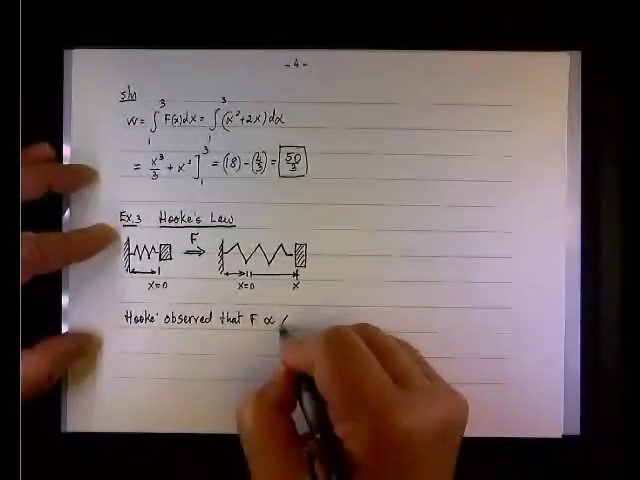 - 4 -
sln
W = ∫₁³ F(x)dx = ∫₁³ (x² + 2x) dx
= x³/3 + x² ]₁³ = (18) - (4/3) = 50/3
Ex.3 Hooke's Law
F
⇒
x=0 x=0 x
Hooke' observed that F ∝ (